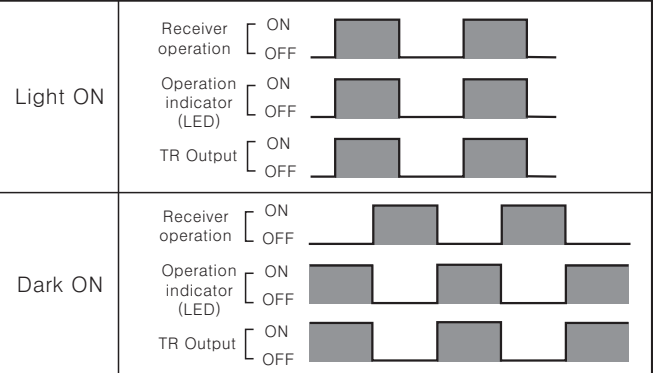 Light ON
Receiver
operation
ON
OFF
Operation
indicator
(LED)
ON
OFF
TR Output
ON
OFF
Dark ON
Receiver
operation
ON
OFF
Operation
indicator
(LED)
ON
OFF
TR Output
ON
OFF